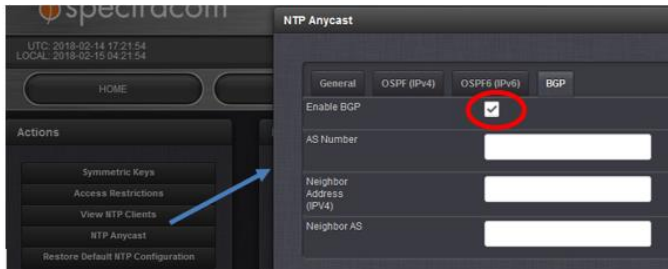 spectracom
UTC: 2018-02-14 17:21:54
LOCAL: 2018-02-15 04:21:54
HOME
Actions
Symmetric Keys
Access Restrictions
View NTP Clients
NTP Anycast
Restore Default NTP Configuration
NTP Anycast
General OSPF (IPv4) OSPF6 (IPv6) BGP
Enable BGP
AS Number
Neighbor
Address
(IPV4)
Neighbor AS